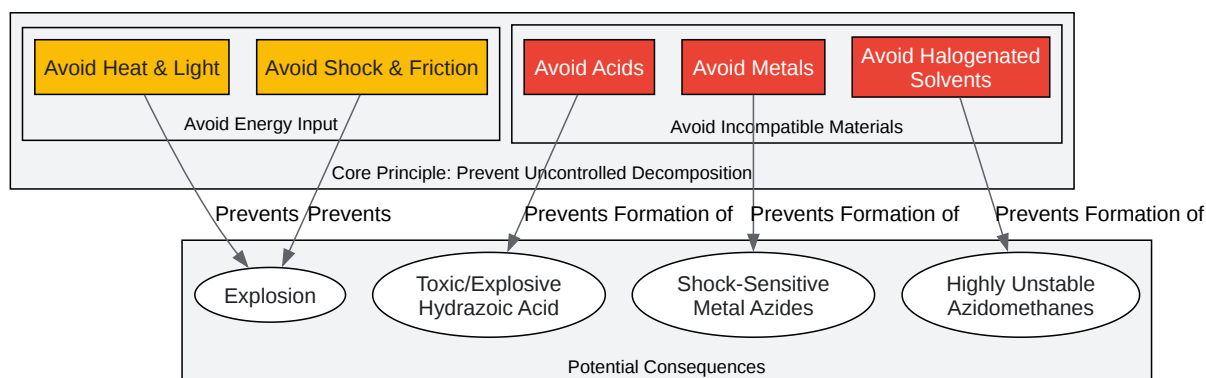 Avoid Heat & Light
Avoid Shock & Friction
Avoid Acids
Avoid Metals
Avoid Halogenated
Solvents
Avoid Energy Input
Avoid Incompatible Materials
Core Principle: Prevent Uncontrolled Decomposition
Prevents
Prevents
Prevents Formation of
Prevents Formation of
Prevents Formation of
Explosion
Toxic/Explosive
Hydrazoic Acid
Shock-Sensitive
Metal Azides
Highly Unstable
Azidomethanes
Potential Consequences